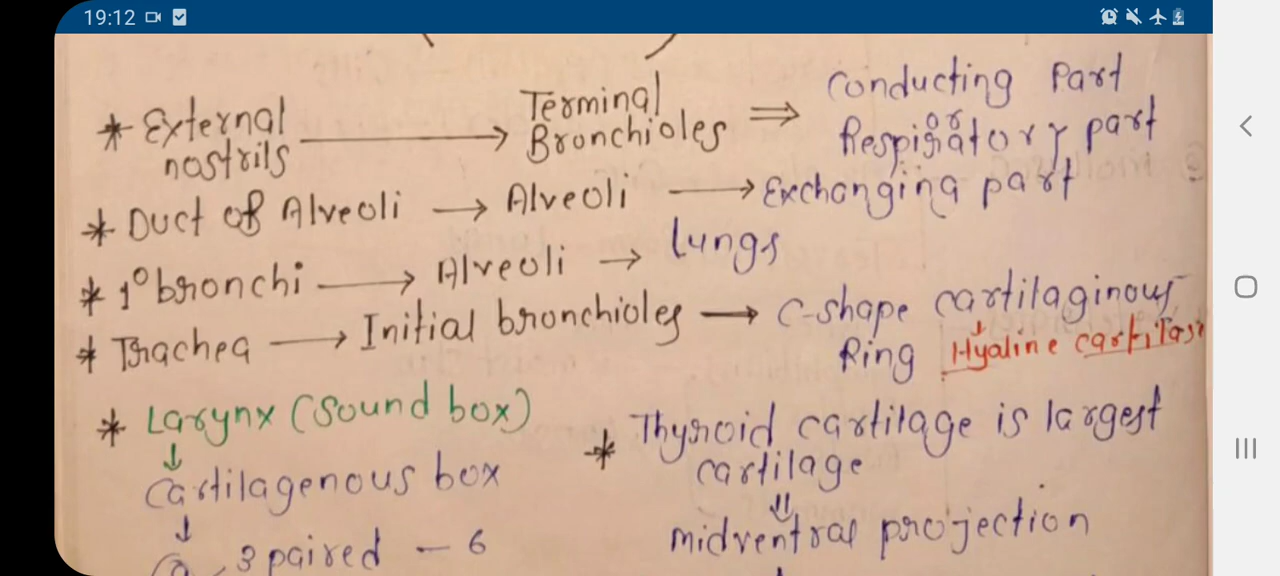 19:12
* External nostrils ⟶ Terminal Bronchioles ⇒ Conducting Part or Respiratory part
* Duct of Alveoli → Alveoli ⟶ Exchanging part
* 1° bronchi ⟶ Alveoli → Lungs
* Trachea ⟶ Initial bronchioles ⟶ C-shape cartilaginous Ring
↓
Hyaline cartilage
* Larynx (Sound box)
↓
Cartilagenous box
↓
3 paired – 6
* Thyroid cartilage is largest
cartilage
⇓
midventral projection